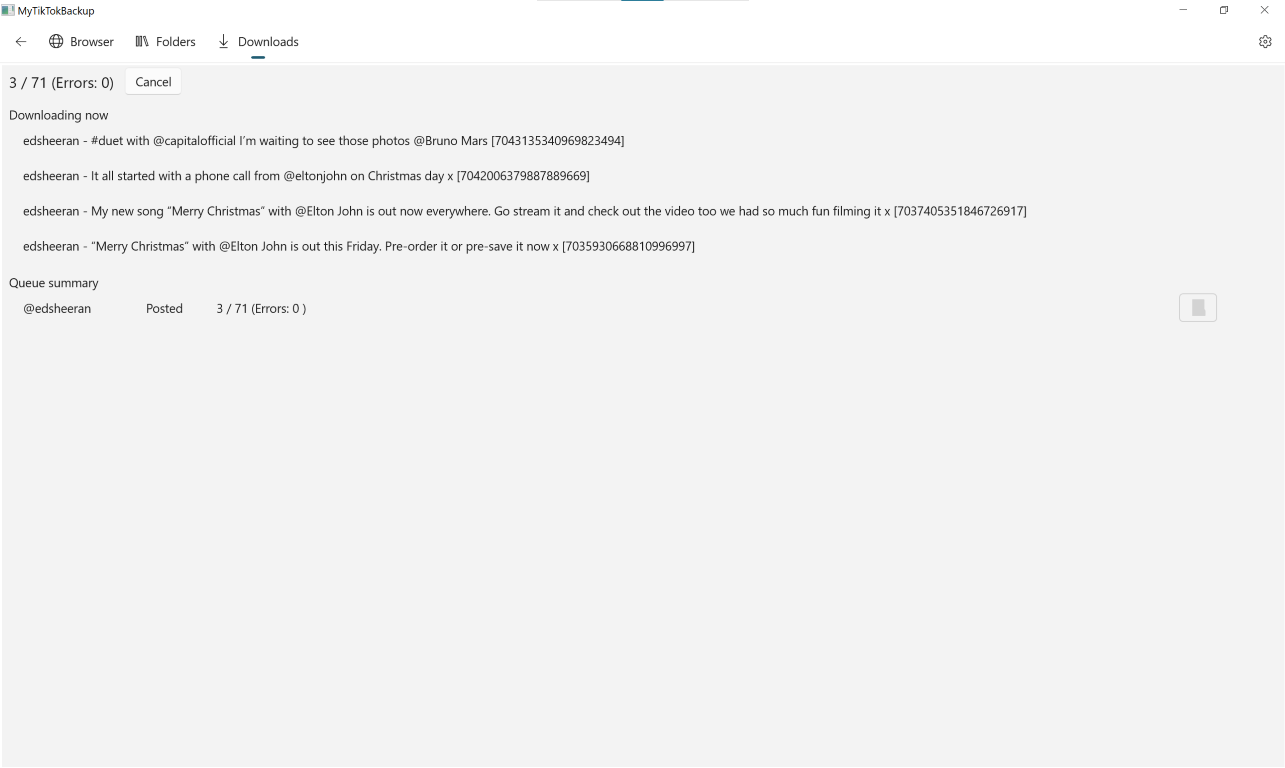 MyTikTokBackup
Browser Folders Downloads
3 / 71 (Errors: 0) Cancel
Downloading now
edsheeran - #duet with @capitalofficial I’m waiting to see those photos @Bruno Mars [7043135340969823494]
edsheeran - It all started with a phone call from @eltonjohn on Christmas day x [7042006379887889669]
edsheeran - My new song “Merry Christmas” with @Elton John is out now everywhere. Go stream it and check out the video too we had so much fun filming it x [7037405351846726917]
edsheeran - “Merry Christmas” with @Elton John is out this Friday. Pre-order it or pre-save it now x [7035930668810996997]
Queue summary
@edsheeran Posted 3 / 71 (Errors: 0 )